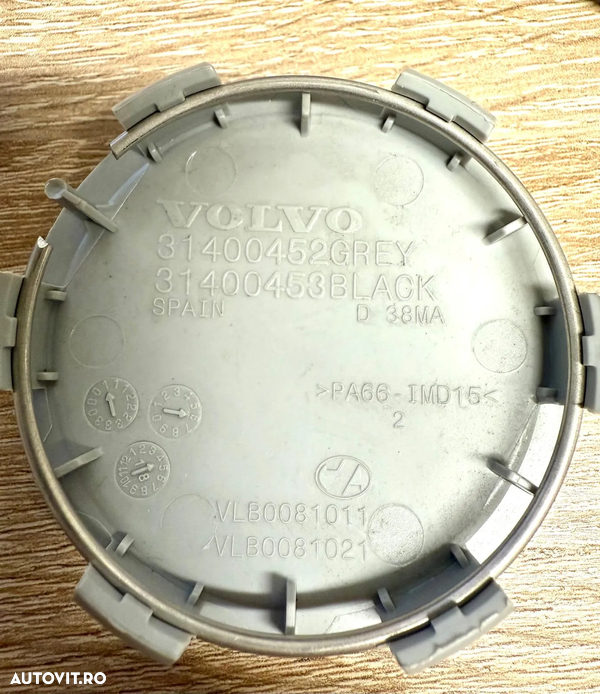 VOLVO
31400452GREY
31400453BLACK
SPAIN D 38MA
>PA66-IMD15<
2
VLB0081011
VLB0081021
AUTOVIT.RO